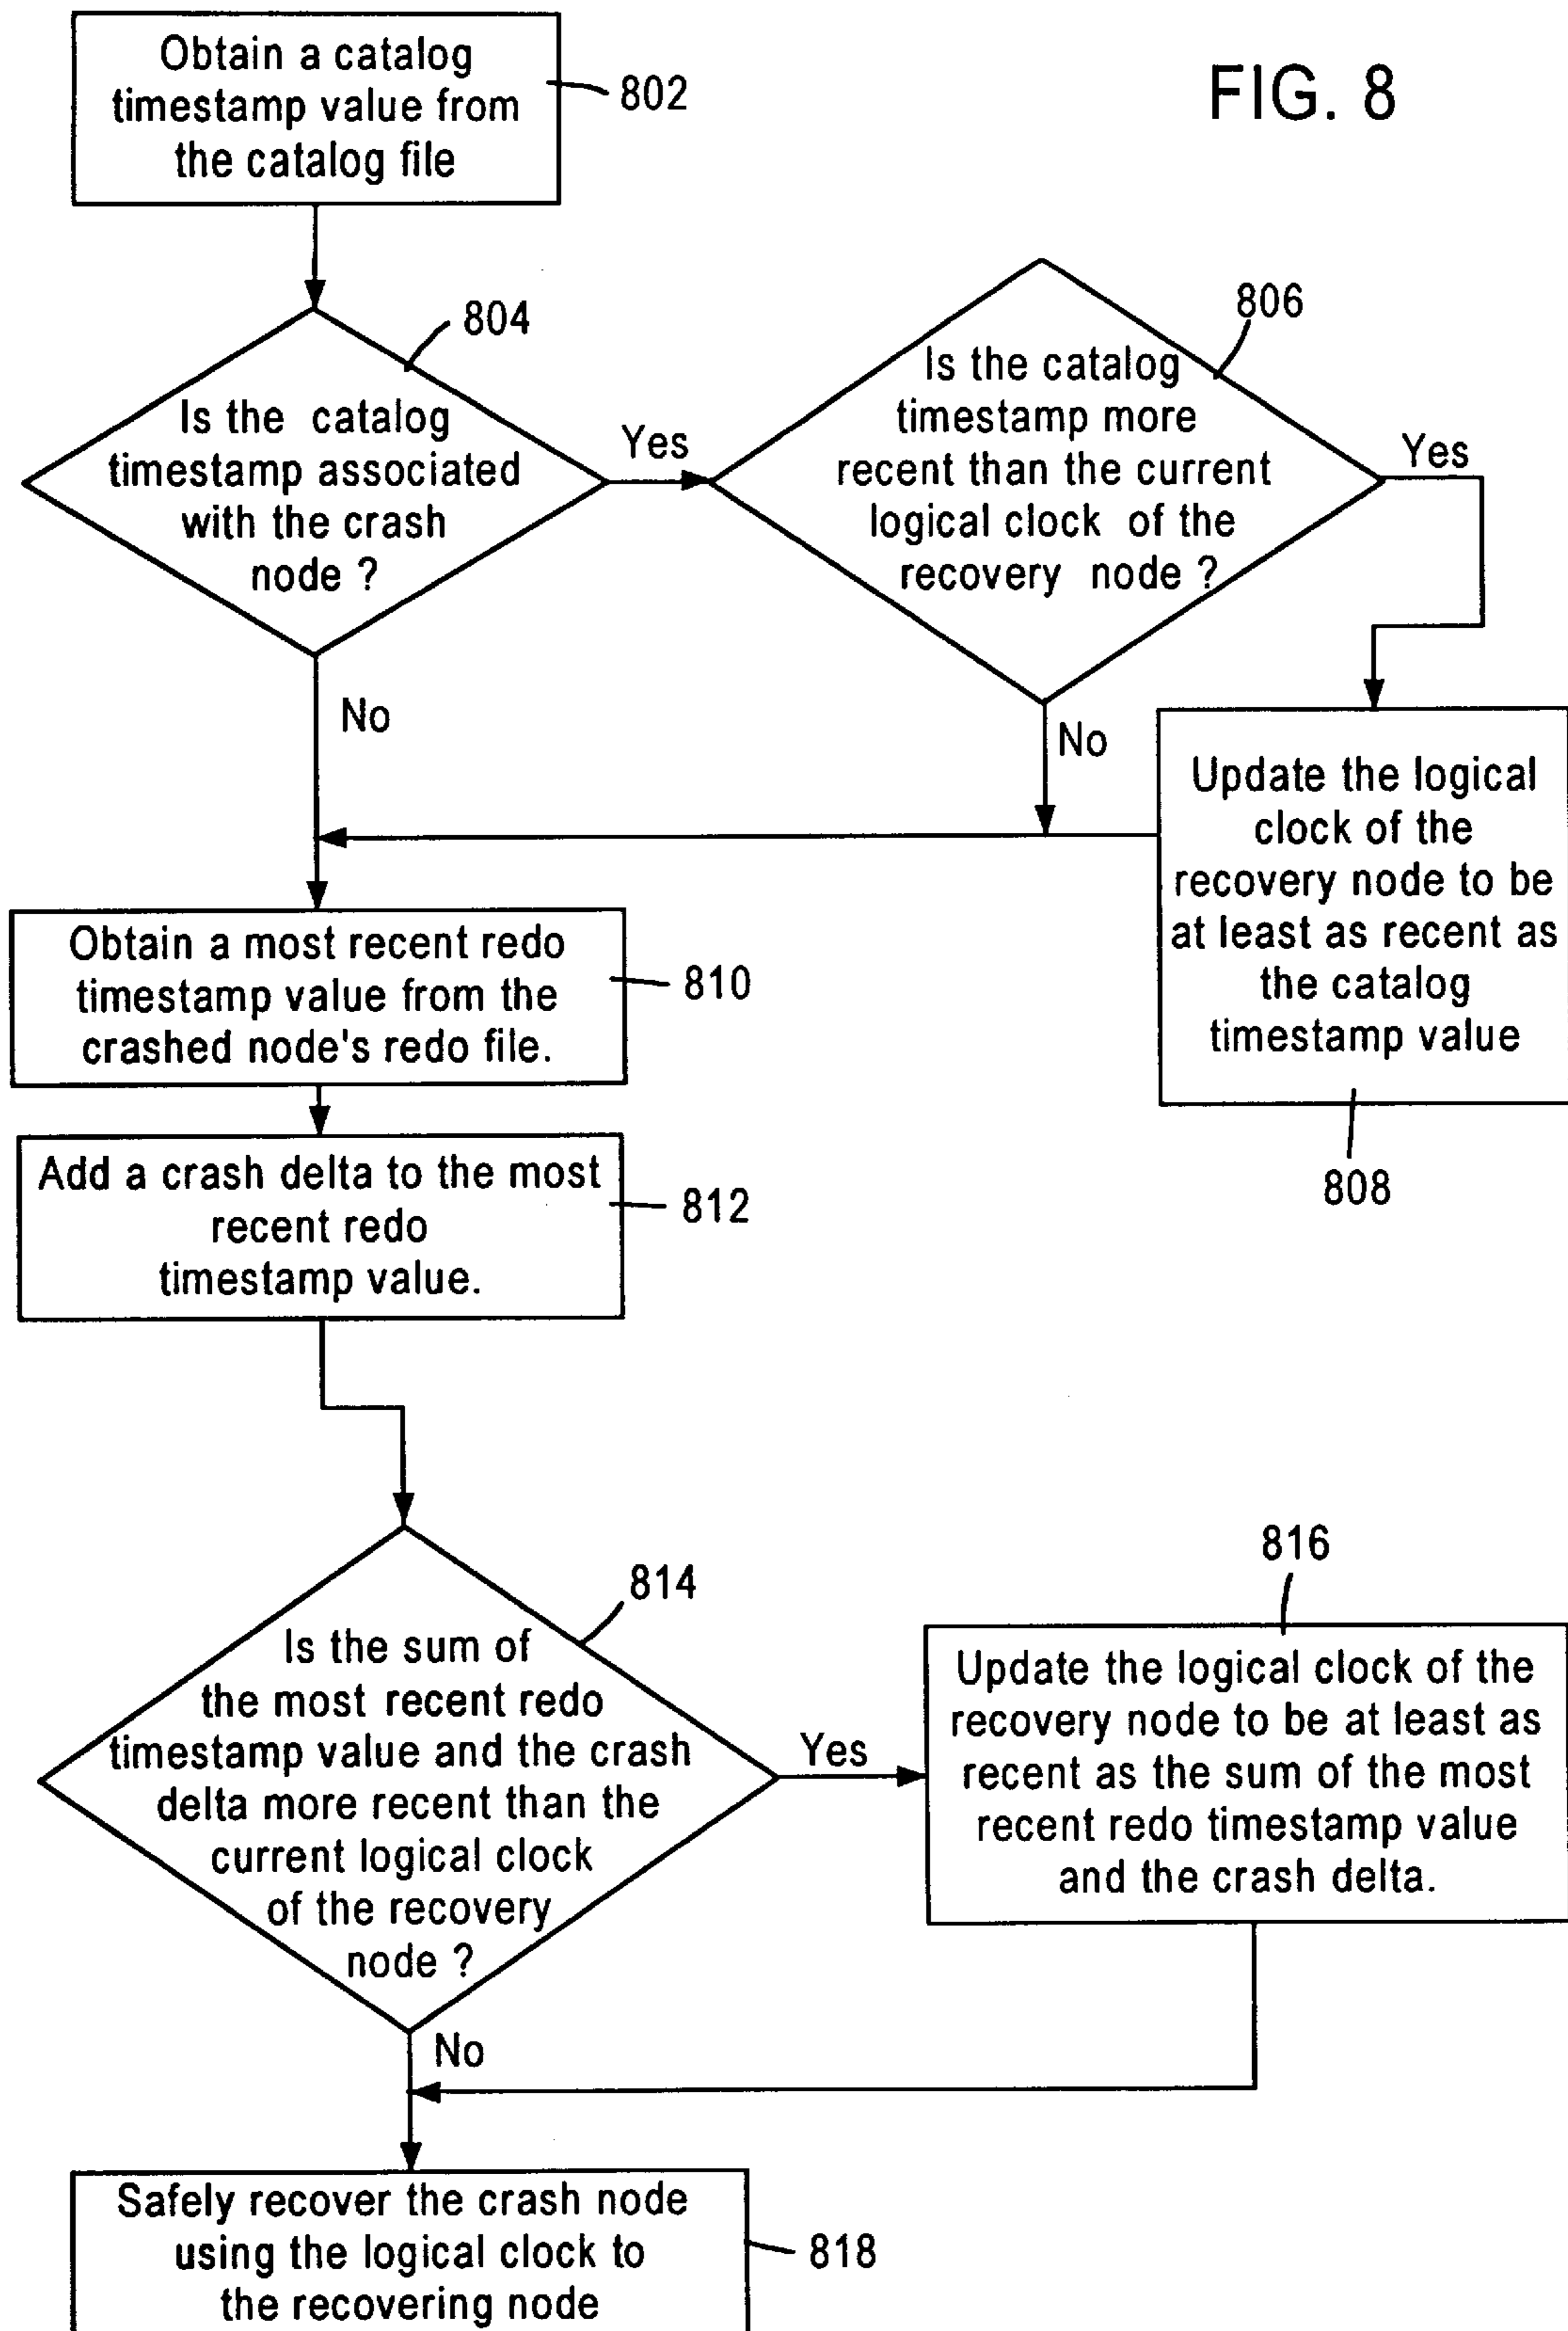 Obtain a catalog
timestamp value from
the catalog file
802
FIG. 8
804
Is the catalog
timestamp associated
with the crash
node ?
Yes
806
Is the catalog
timestamp more
recent than the current
logical clock of the
recovery node ?
Yes
No
No
Update the logical
clock of the
recovery node to be
at least as recent as
the catalog
timestamp value
808
Obtain a most recent redo
timestamp value from the
crashed node's redo file.
810
Add a crash delta to the most
recent redo
timestamp value.
812
814
Is the sum of
the most recent redo
timestamp value and the crash
delta more recent than the
current logical clock
of the recovery
node ?
Yes
816
Update the logical clock of the
recovery node to be at least as
recent as the sum of the most
recent redo timestamp value
and the crash delta.
No
Safely recover the crash node
using the logical clock to
the recovering node
818